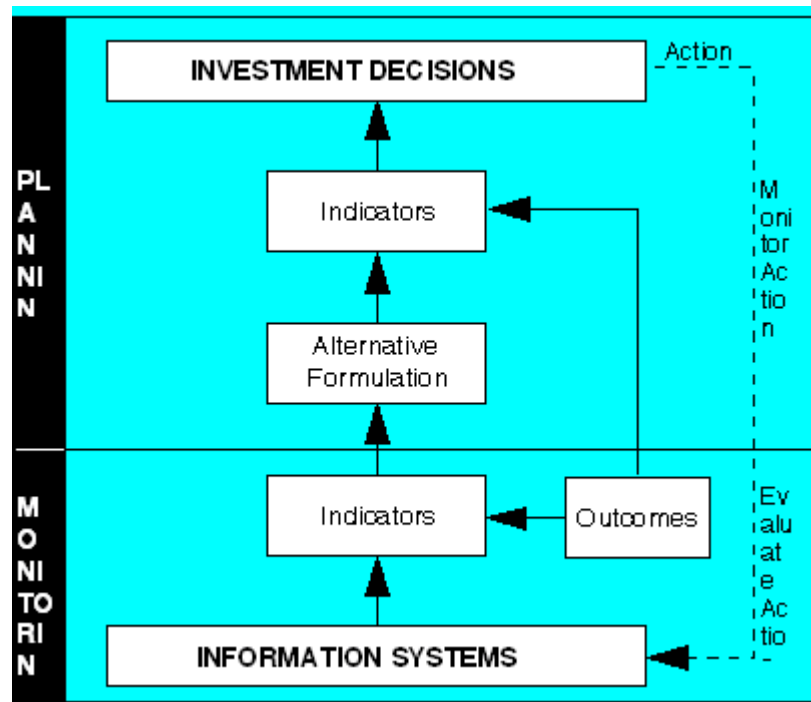 INVESTMENT DECISIONS
Action
PL
A
N
NI
N
Indicators
M
oni
tor
Ac
tio
n
Alternative
Formulation
M
O
NI
TO
RI
N
Indicators
Outcomes
Ev
alu
at
e
Ac
tio
INFORMATION SYSTEMS